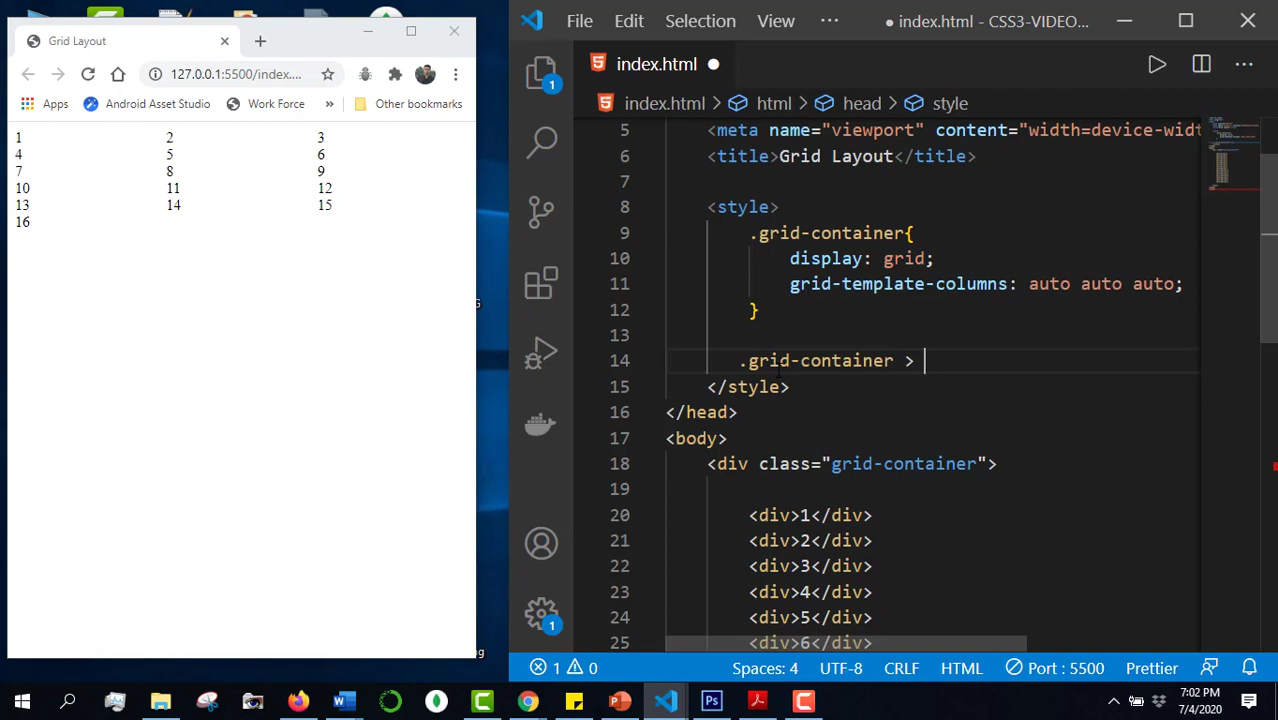 Grid Layout
127.0.0.1:5500/index....
Apps
Android Asset Studio
Work Force
»
Other bookmarks
1 2 3
4 5 6
7 8 9
10 11 12
13 14 15
16
File Edit Selection View ···
● index.html - CSS3-VIDEO...
index.html
index.html > html > head > style
5 <meta name="viewport" content="width=device-widt
6 <title>Grid Layout</title>
7
8 <style>
9 .grid-container{
10 display: grid;
11 grid-template-columns: auto auto auto;
12 }
13
14 .grid-container >
15 </style>
16 </head>
17 <body>
18 <div class="grid-container">
19
20 <div>1</div>
21 <div>2</div>
22 <div>3</div>
23 <div>4</div>
24 <div>5</div>
25 <div>6</div>
1
1
1 0 Spaces: 4 UTF-8 CRLF HTML Port : 5500 Prettier
7:02 PM
7/4/2020